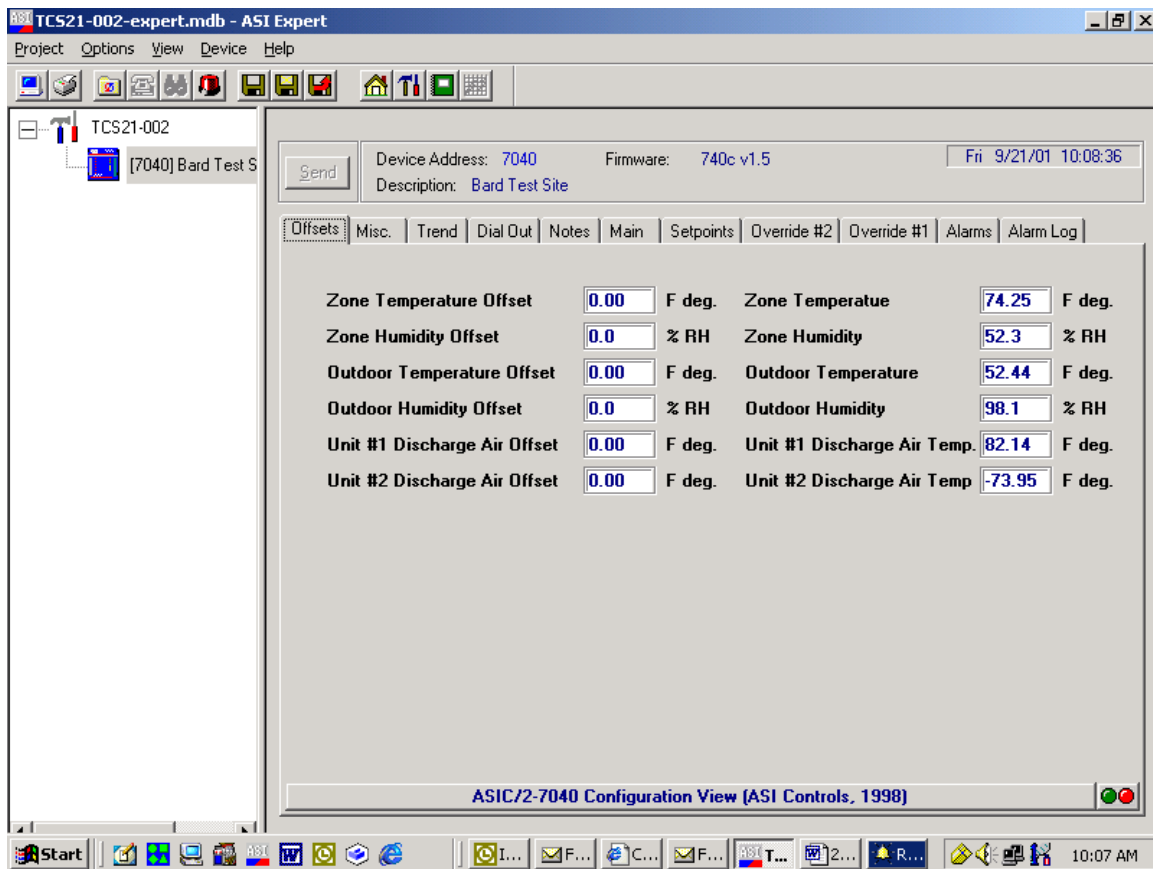 TCS21-002-expert.mdb - ASI Expert
Project Options View Device Help
TCS21-002
[7040] Bard Test S
Send
Device Address: 7040 Firmware: 740c v1.5 Fri 9/21/01 10:08:36
Description: Bard Test Site
Offsets Misc. Trend Dial Out Notes Main Setpoints Override #2 Override #1 Alarms Alarm Log
Zone Temperature Offset 0.00 F deg. Zone Temperatue 74.25 F deg.
Zone Humidity Offset 0.0 % RH Zone Humidity 52.3 % RH
Outdoor Temperature Offset 0.00 F deg. Outdoor Temperature 52.44 F deg.
Outdoor Humidity Offset 0.0 % RH Outdoor Humidity 98.1 % RH
Unit #1 Discharge Air Offset 0.00 F deg. Unit #1 Discharge Air Temp. 82.14 F deg.
Unit #2 Discharge Air Offset 0.00 F deg. Unit #2 Discharge Air Temp -73.95 F deg.
ASIC/2-7040 Configuration View (ASI Controls, 1998)
Start I... F... C... F... T... 2... R... 10:07 AM